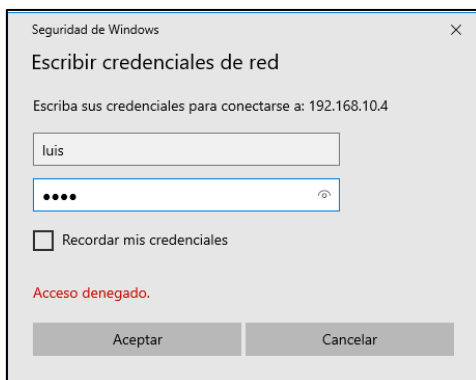 Seguridad de Windows
Escribir credenciales de red
Escriba sus credenciales para conectarse a: 192.168.10.4
luis
••••
Recordar mis credenciales
Acceso denegado.
Aceptar
Cancelar